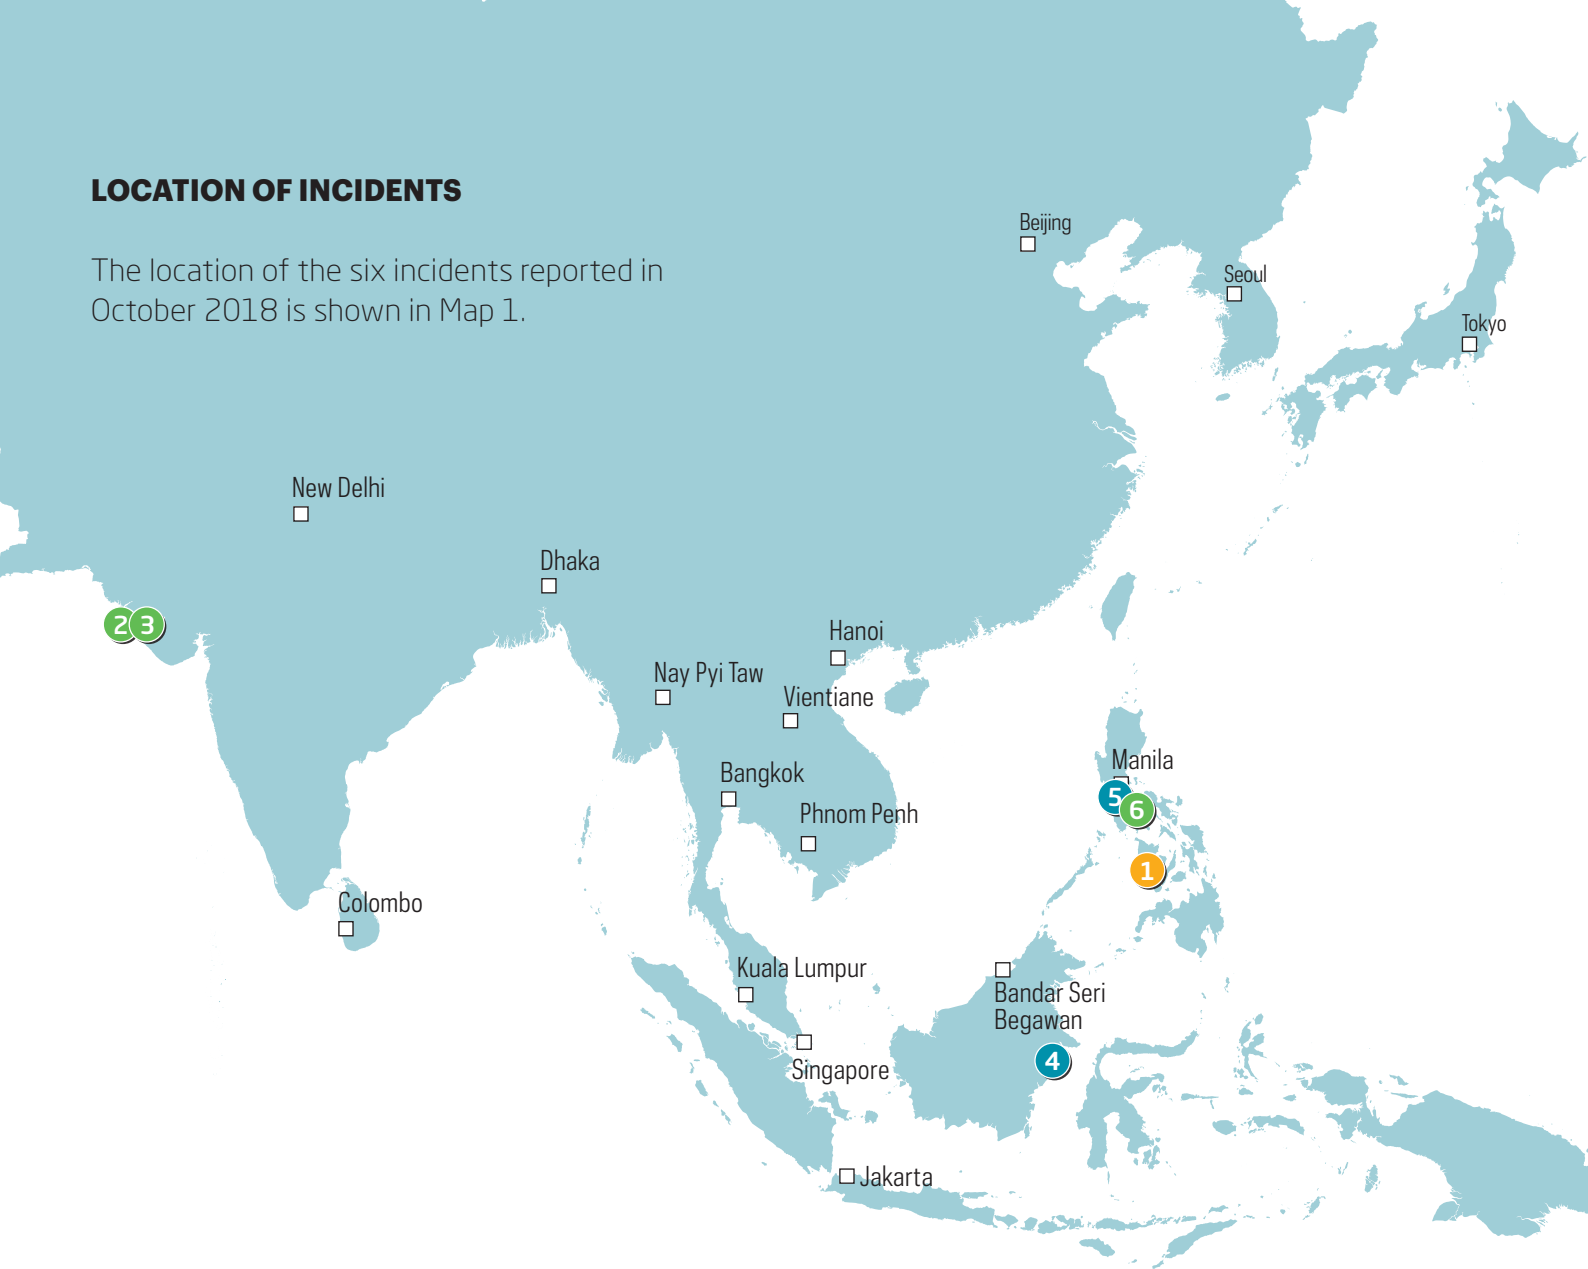 LOCATION OF INCIDENTS
The location of the six incidents reported in
October 2018 is shown in Map 1.
Beijing
Seoul
Tokyo
New Delhi
Dhaka
2 3
Hanoi
Nay Pyi Taw
Vientiane
Manila
Bangkok
5
6
Phnom Penh
1
Colombo
Kuala Lumpur
Bandar Seri
Begawan
4
Singapore
Jakarta